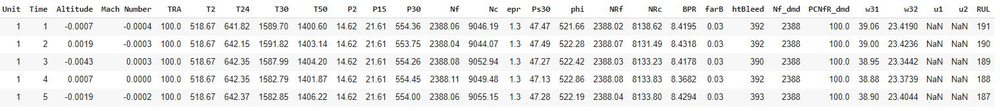 Unit Time Altitude Mach Number TRA T2 T24 T30 T50 P2 P15 P30 Nf Nc epr Ps30 phi NRf NRc BPR farB htBleed Nf_dmd PCNfR_dmd w31 w32 u1 u2 RUL
1 1 -0.0007 -0.0004 100.0 518.67 641.82 1589.70 1400.60 14.62 21.61 554.36 2388.06 9046.19 1.3 47.47 521.66 2388.02 8138.62 8.4195 0.03 392 2388 100.0 39.06 23.4190 NaN NaN 191
1 2 0.0019 -0.0003 100.0 518.67 642.15 1591.82 1403.14 14.62 21.61 553.75 2388.04 9044.07 1.3 47.49 522.28 2388.07 8131.49 8.4318 0.03 392 2388 100.0 39.00 23.4236 NaN NaN 190
1 3 -0.0043 0.0003 100.0 518.67 642.35 1587.99 1404.20 14.62 21.61 554.26 2388.08 9052.94 1.3 47.27 522.42 2388.03 8133.23 8.4178 0.03 390 2388 100.0 38.95 23.3442 NaN NaN 189
1 4 0.0007 0.0000 100.0 518.67 642.35 1582.79 1401.87 14.62 21.61 554.45 2388.11 9049.48 1.3 47.13 522.86 2388.08 8133.83 8.3682 0.03 392 2388 100.0 38.88 23.3739 NaN NaN 188
1 5 -0.0019 -0.0002 100.0 518.67 642.37 1582.85 1406.22 14.62 21.61 554.00 2388.06 9055.15 1.3 47.28 522.19 2388.04 8133.80 8.4294 0.03 393 2388 100.0 38.90 23.4044 NaN NaN 187